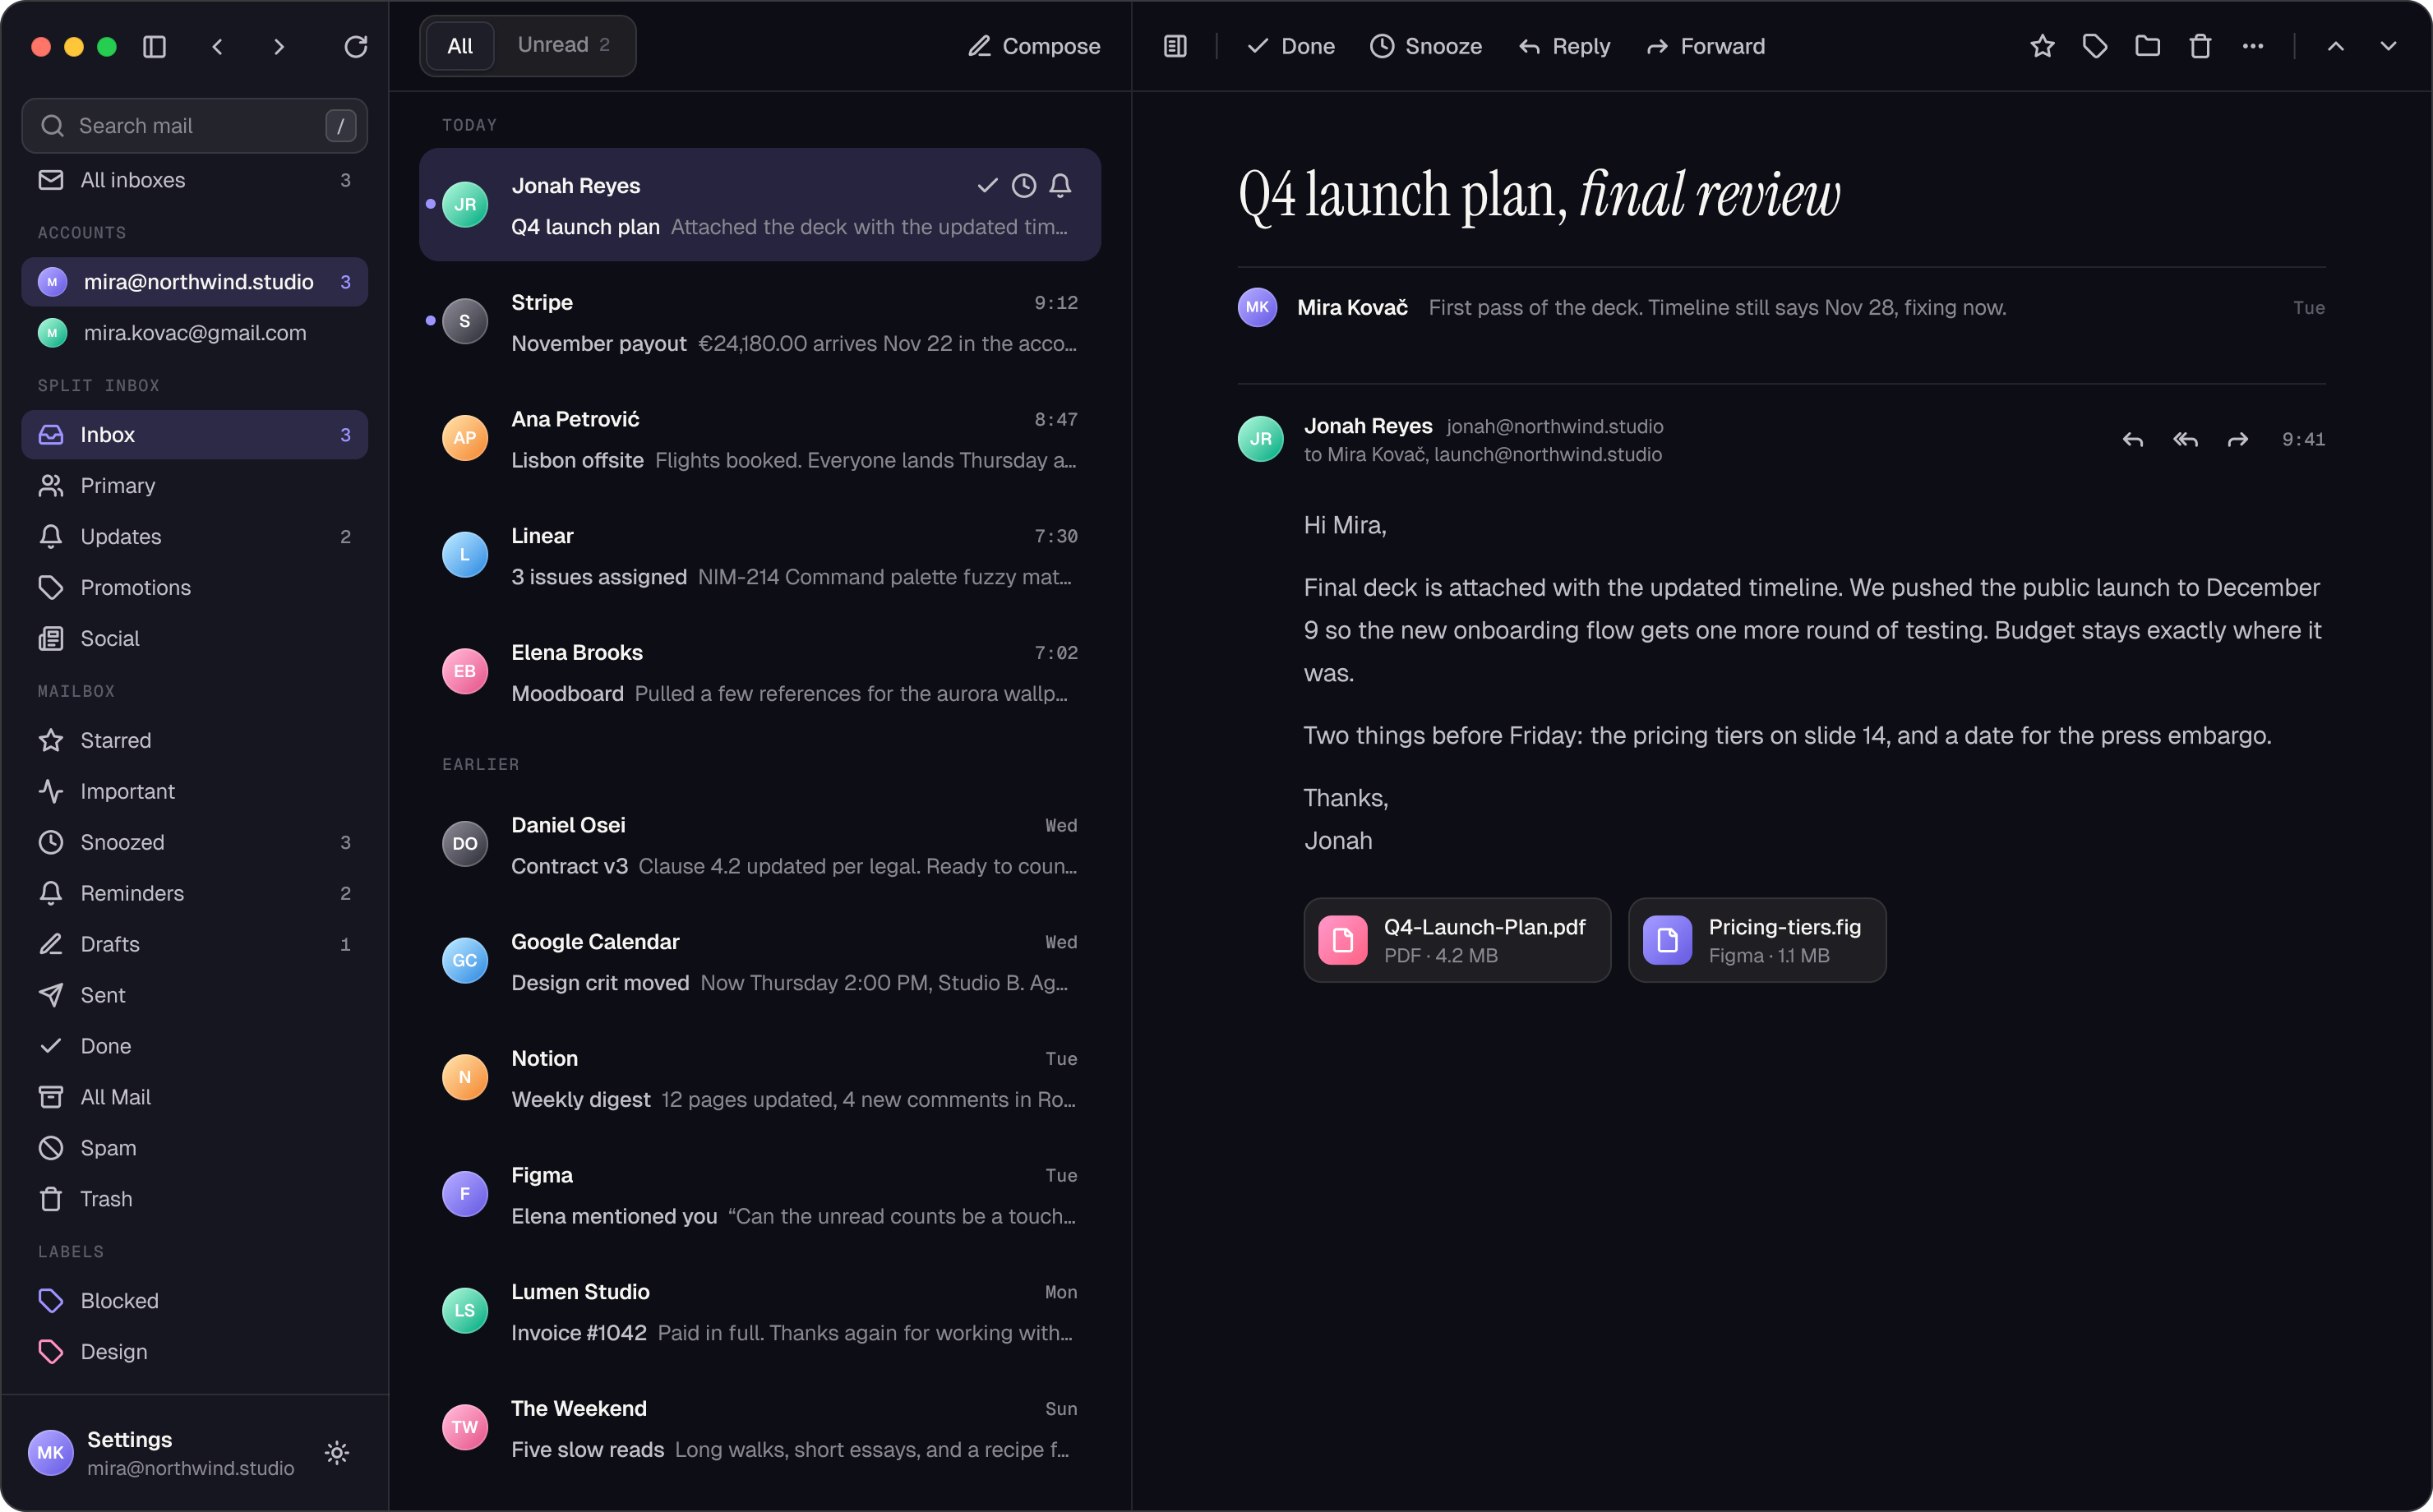 Search mail /
All inboxes 3
ACCOUNTS
M mira@northwind.studio 3
M mira.kovac@gmail.com
SPLIT INBOX
Inbox 3
Primary
Updates 2
Promotions
Social
MAILBOX
Starred
Important
Snoozed 3
Reminders 2
Drafts 1
Sent
Done
All Mail
Spam
Trash
LABELS
Blocked
Design
MK Settings
mira@northwind.studio
All Unread 2 Compose
TODAY
JR Jonah Reyes
Q4 launch plan Attached the deck with the updated tim...
S Stripe 9:12
November payout €24,180.00 arrives Nov 22 in the acco...
AP Ana Petrović 8:47
Lisbon offsite Flights booked. Everyone lands Thursday a...
L Linear 7:30
3 issues assigned NIM-214 Command palette fuzzy mat...
EB Elena Brooks 7:02
Moodboard Pulled a few references for the aurora wallp...
EARLIER
DO Daniel Osei Wed
Contract v3 Clause 4.2 updated per legal. Ready to coun...
GC Google Calendar Wed
Design crit moved Now Thursday 2:00 PM, Studio B. Ag...
N Notion Tue
Weekly digest 12 pages updated, 4 new comments in Ro...
F Figma Tue
Elena mentioned you “Can the unread counts be a touch...
LS Lumen Studio Mon
Invoice #1042 Paid in full. Thanks again for working with...
TW The Weekend Sun
Five slow reads Long walks, short essays, and a recipe f...
Done Snooze Reply Forward
Q4 launch plan, final review
MK Mira Kovač First pass of the deck. Timeline still says Nov 28, fixing now. Tue
JR Jonah Reyes jonah@northwind.studio 9:41
to Mira Kovač, launch@northwind.studio
Hi Mira,
Final deck is attached with the updated timeline. We pushed the public launch to December
9 so the new onboarding flow gets one more round of testing. Budget stays exactly where it
was.
Two things before Friday: the pricing tiers on slide 14, and a date for the press embargo.
Thanks,
Jonah
Q4-Launch-Plan.pdf
PDF · 4.2 MB
Pricing-tiers.fig
Figma · 1.1 MB